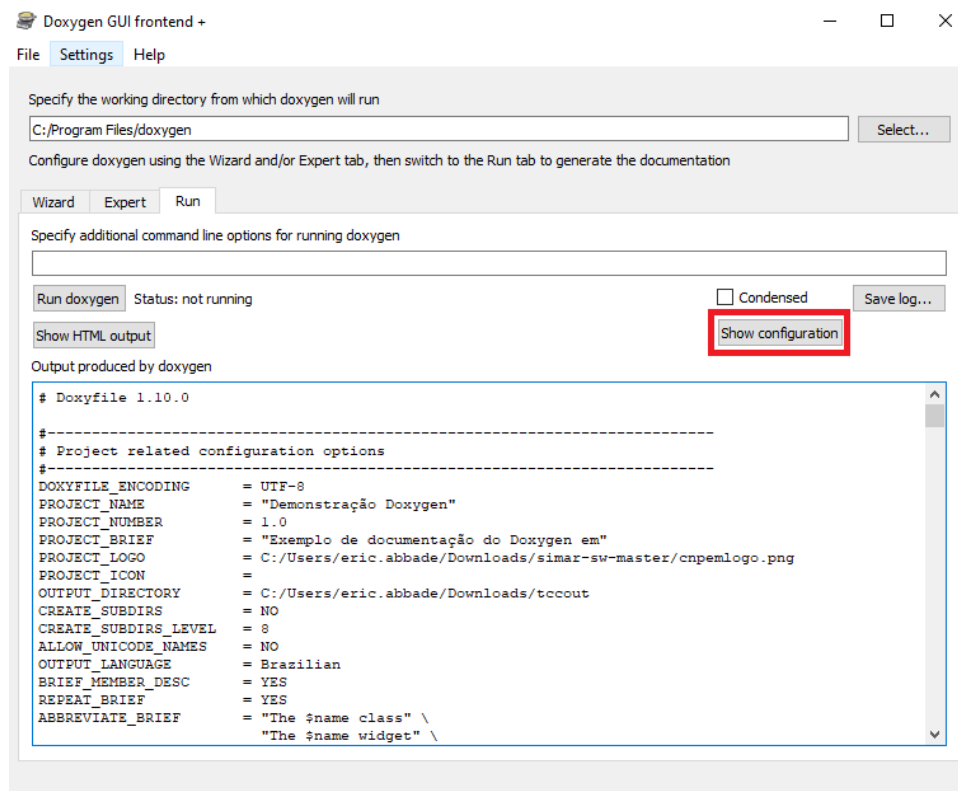 Doxygen GUI frontend +
File Settings Help
Specify the working directory from which doxygen will run
C:/Program Files/doxygen Select...
Configure doxygen using the Wizard and/or Expert tab, then switch to the Run tab to generate the documentation
Wizard Expert Run
Specify additional command line options for running doxygen
Run doxygen Status: not running Condensed Save log...
Show HTML output Show configuration
Output produced by doxygen
# Doxyfile 1.10.0
#---------------------------------------------------------------------------
# Project related configuration options
#---------------------------------------------------------------------------
DOXYFILE_ENCODING = UTF-8
PROJECT_NAME = "Demonstração Doxygen"
PROJECT_NUMBER = 1.0
PROJECT_BRIEF = "Exemplo de documentação do Doxygen em"
PROJECT_LOGO = C:/Users/eric.abbade/Downloads/simar-sw-master/cnpemlogo.png
PROJECT_ICON =
OUTPUT_DIRECTORY = C:/Users/eric.abbade/Downloads/tccout
CREATE_SUBDIRS = NO
CREATE_SUBDIRS_LEVEL = 8
ALLOW_UNICODE_NAMES = NO
OUTPUT_LANGUAGE = Brazilian
BRIEF_MEMBER_DESC = YES
REPEAT_BRIEF = YES
ABBREVIATE_BRIEF = "The $name class" \
"The $name widget" \